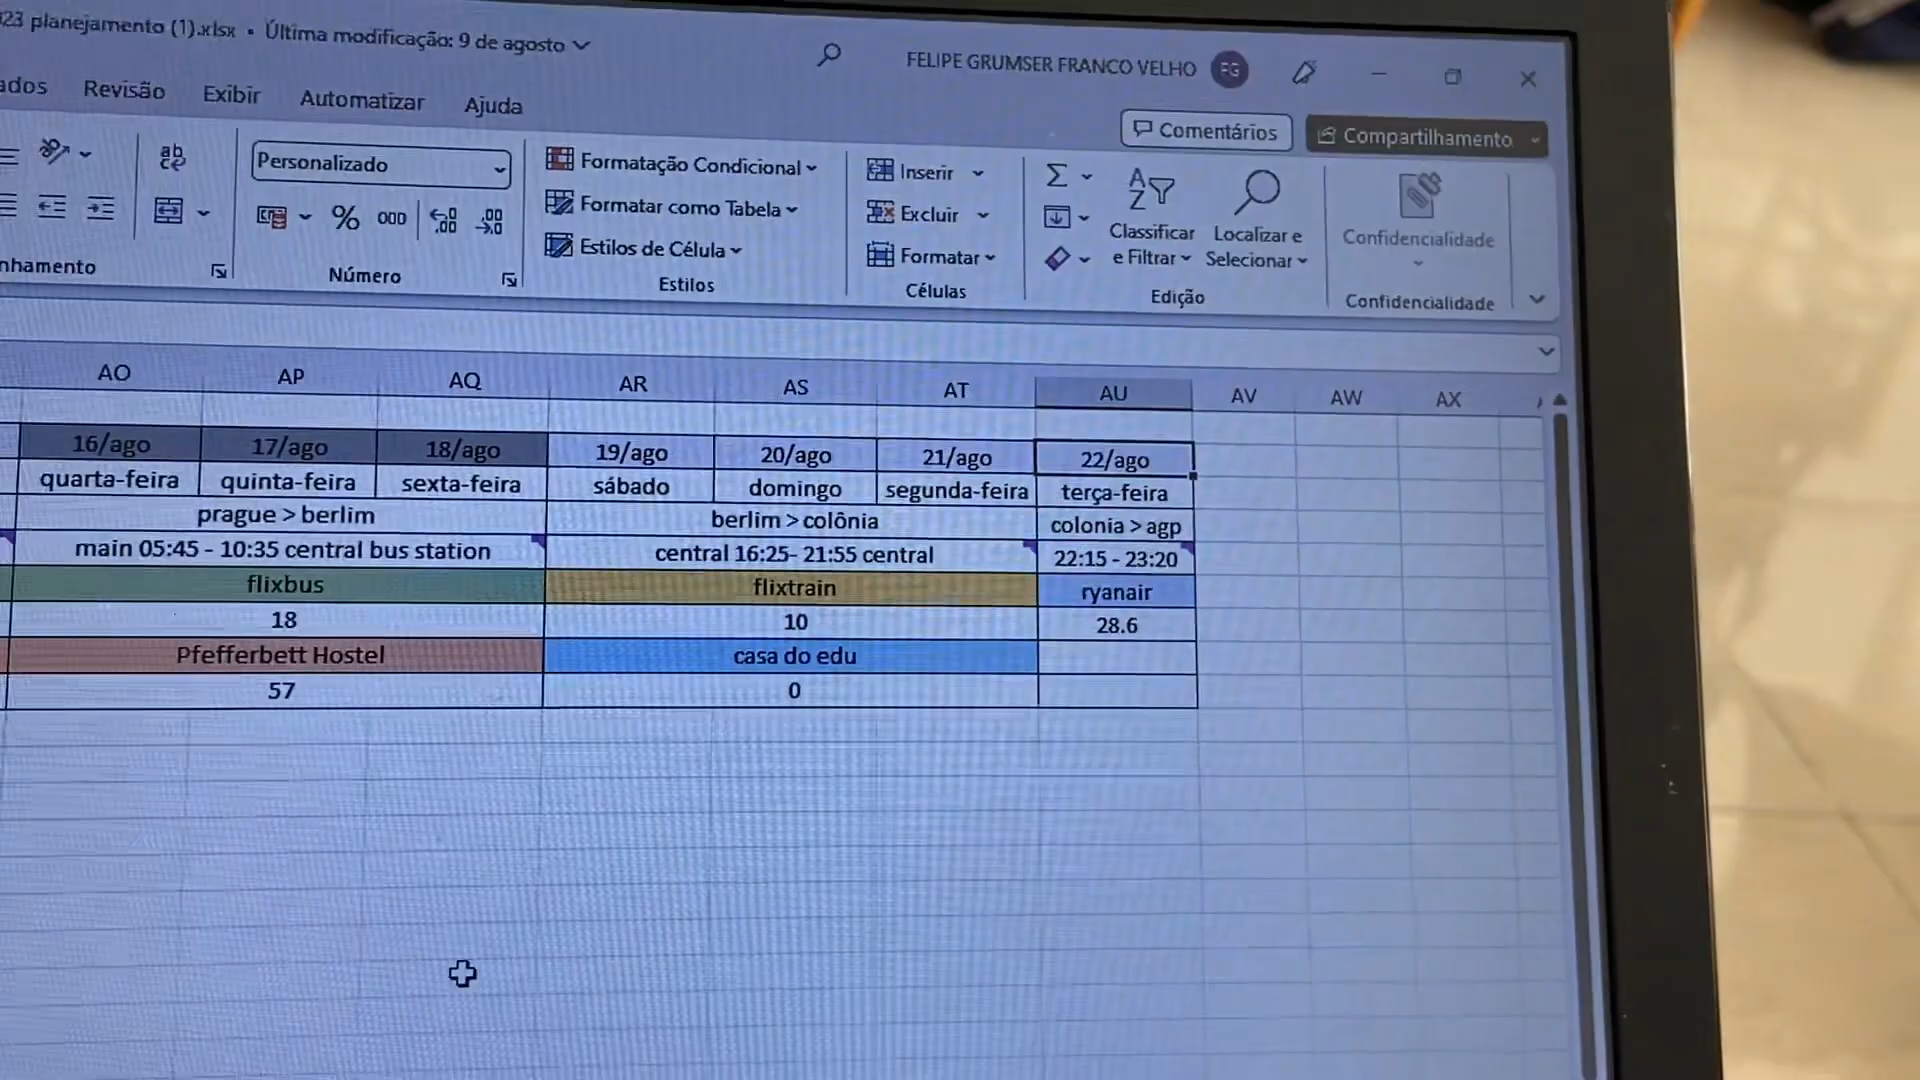 23 planejamento (1).xlsx • Última modificação: 9 de agosto
FELIPE GRUMSER FRANCO VELHO FG
Revisão Exibir Automatizar Ajuda
Comentários Compartilhamento
Personalizado
Formatação Condicional
Inserir
Formatar como Tabela
Excluir
Classificar e Filtrar
Localizar e Selecionar
Confidencialidade
Estilos de Célula
Formatar
Número
Estilos
Células
Edição
Confidencialidade
AO AP AQ AR AS AT AU AV AW AX
16/ago 17/ago 18/ago 19/ago 20/ago 21/ago 22/ago
quarta-feira quinta-feira sexta-feira sábado domingo segunda-feira terça-feira
prague > berlim berlim > colônia colonia > agp
main 05:45 - 10:35 central bus station central 16:25- 21:55 central 22:15 - 23:20
flixbus flixtrain ryanair
18 10 28.6
Pfefferbett Hostel casa do edu
57 0